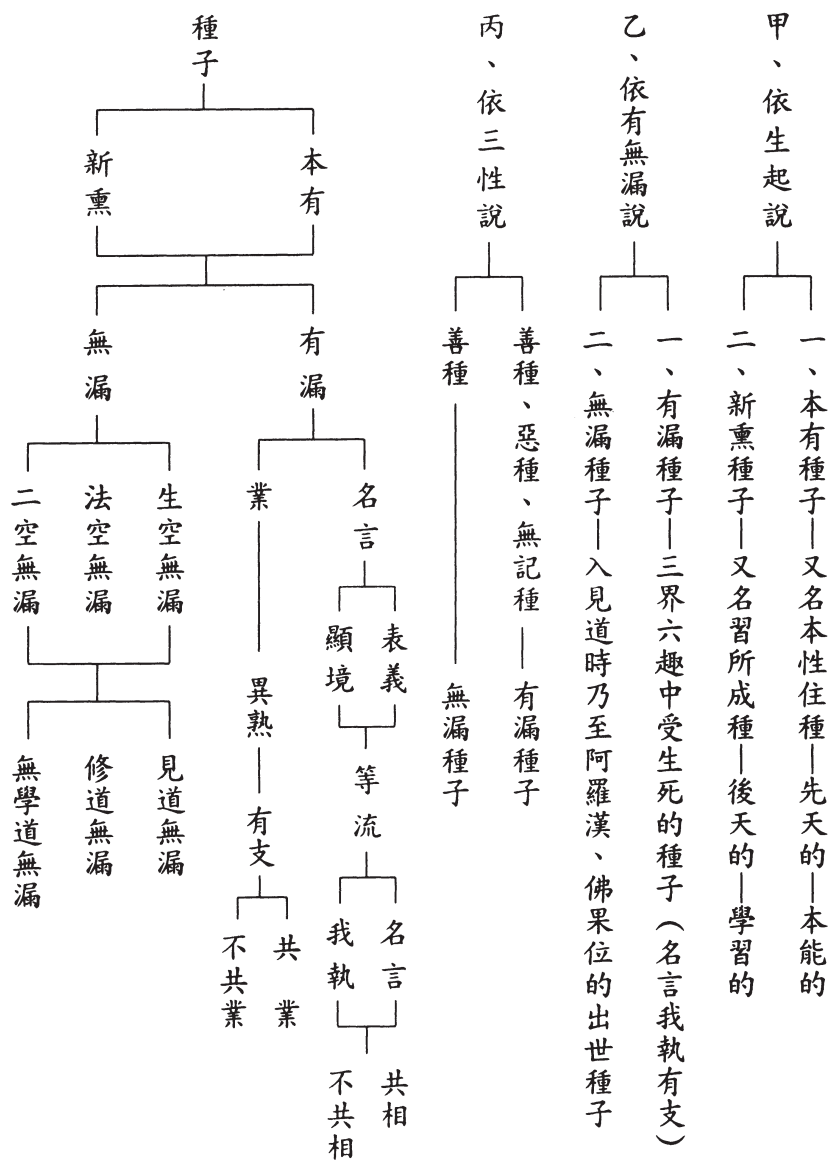 甲、依生起說
一、本有種子—又名本性住種—先天的—本能的
二、新熏種子—又名習所成種—後天的—學習的
乙、依有無漏說
一、有漏種子—三界六趣中受生死的種子(名言我執有支)
二、無漏種子—入見道時乃至阿羅漢、佛果位的出世種子
丙、依三性說
善種、惡種、無記種—有漏種子
善種—無漏種子
種子
本有
新熏
有漏
無漏
名言
業
表義
顯境
等流
名言
我執
共相
不共相
異熟—有支
共業
不共業
生空無漏
法空無漏
二空無漏
見道無漏
修道無漏
無學道無漏